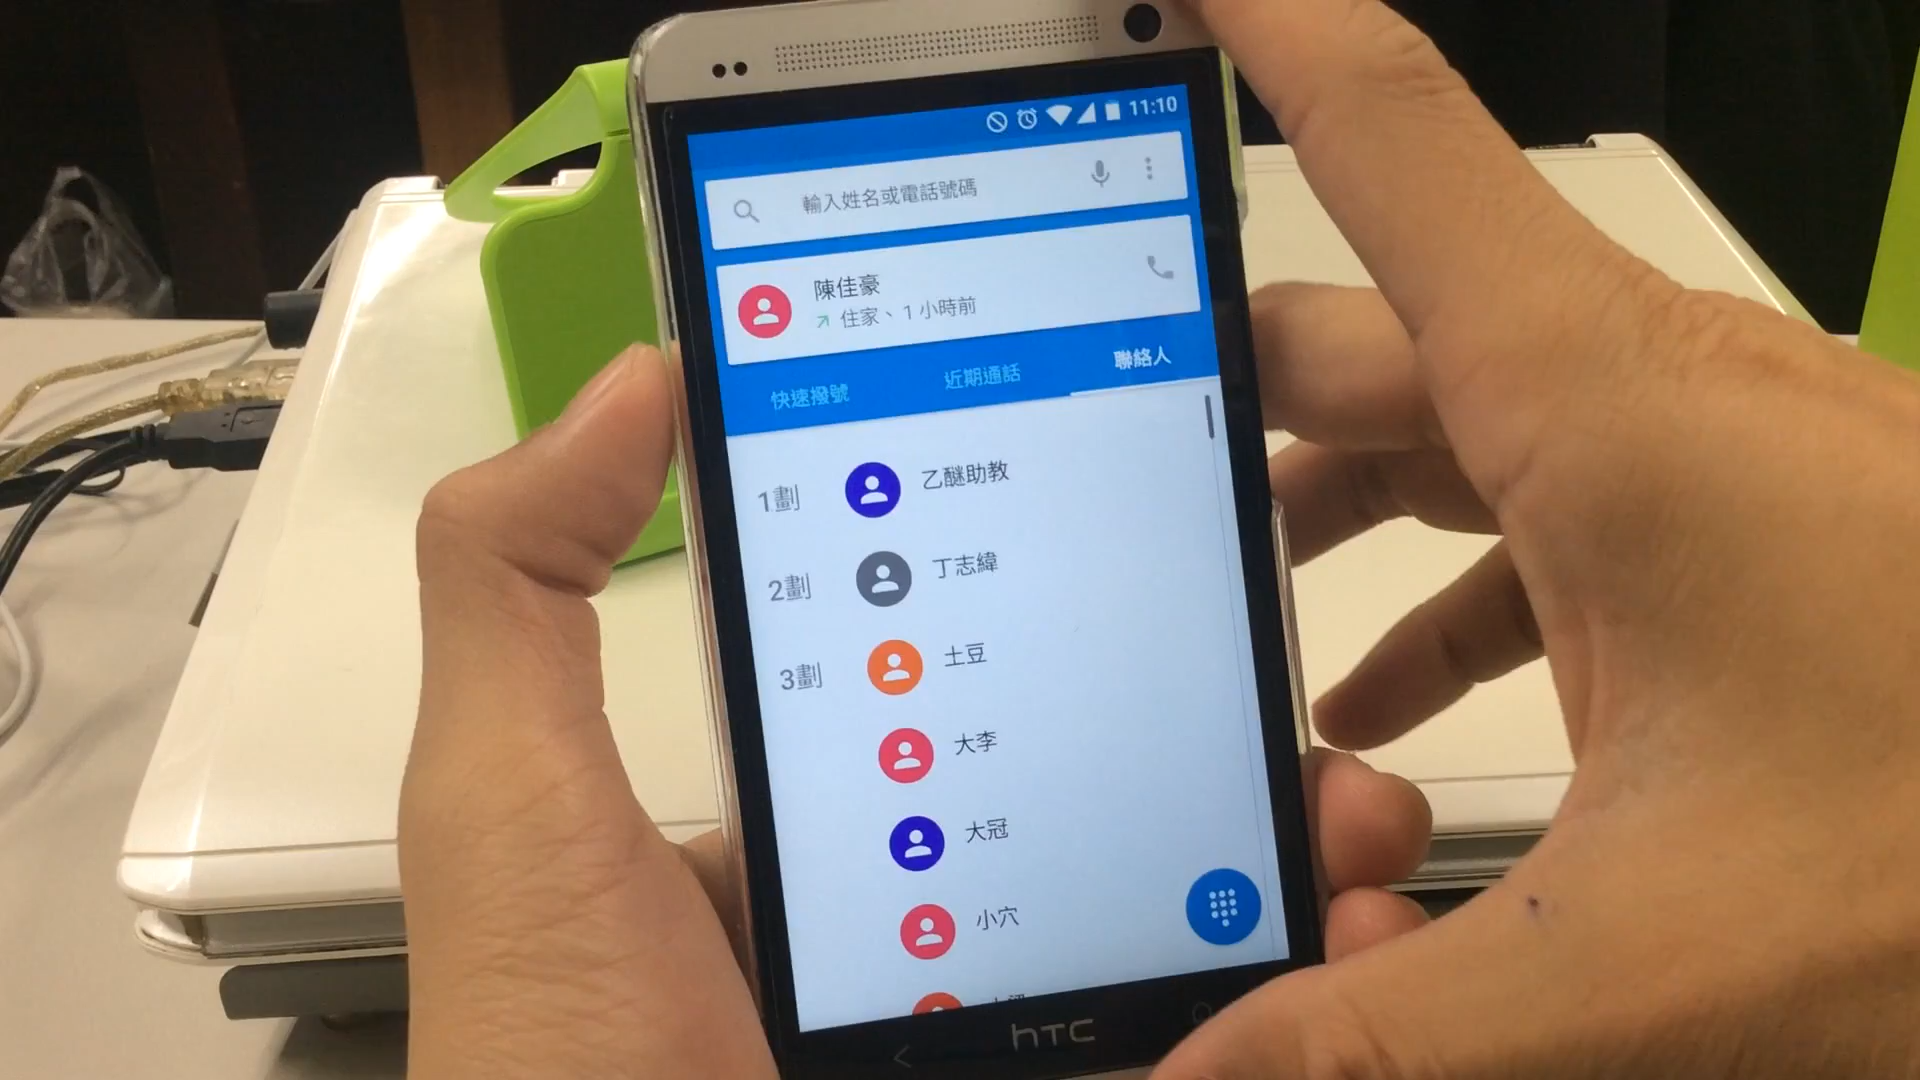 11:10
輸入姓名或電話號碼
陳佳豪
住家、1 小時前
快速撥號 近期通話 聯絡人
1劃 乙醚助教
2劃 丁志緯
3劃 土豆
大李
大冠
小穴
hTC